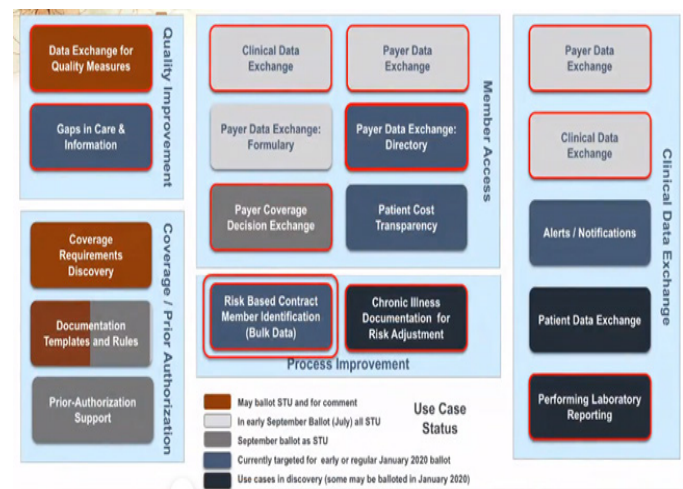 Quality Improvement
Data Exchange for
Quality Measures
Gaps in Care &
Information
Member Access
Clinical Data
Exchange
Payer Data
Exchange
Payer Data Exchange:
Formulary
Payer Data Exchange:
Directory
Payer Coverage
Decision Exchange
Patient Cost
Transparency
Clinical Data Exchange
Payer Data
Exchange
Clinical Data
Exchange
Alerts / Notifications
Patient Data Exchange
Performing Laboratory
Reporting
Coverage / Prior Authorization
Coverage
Requirements
Discovery
Documentation
Templates and Rules
Prior-Authorization
Support
Risk Based Contract
Member Identification
(Bulk Data)
Chronic Illness
Documentation for
Risk Adjustment
Process Improvement
May ballot STU and for comment
In early September Ballot (July) all STU
September ballot as STU
Currently targeted for early or regular January 2020 ballot
Use cases in discovery (some may be balloted in January 2020)
Use Case
Status